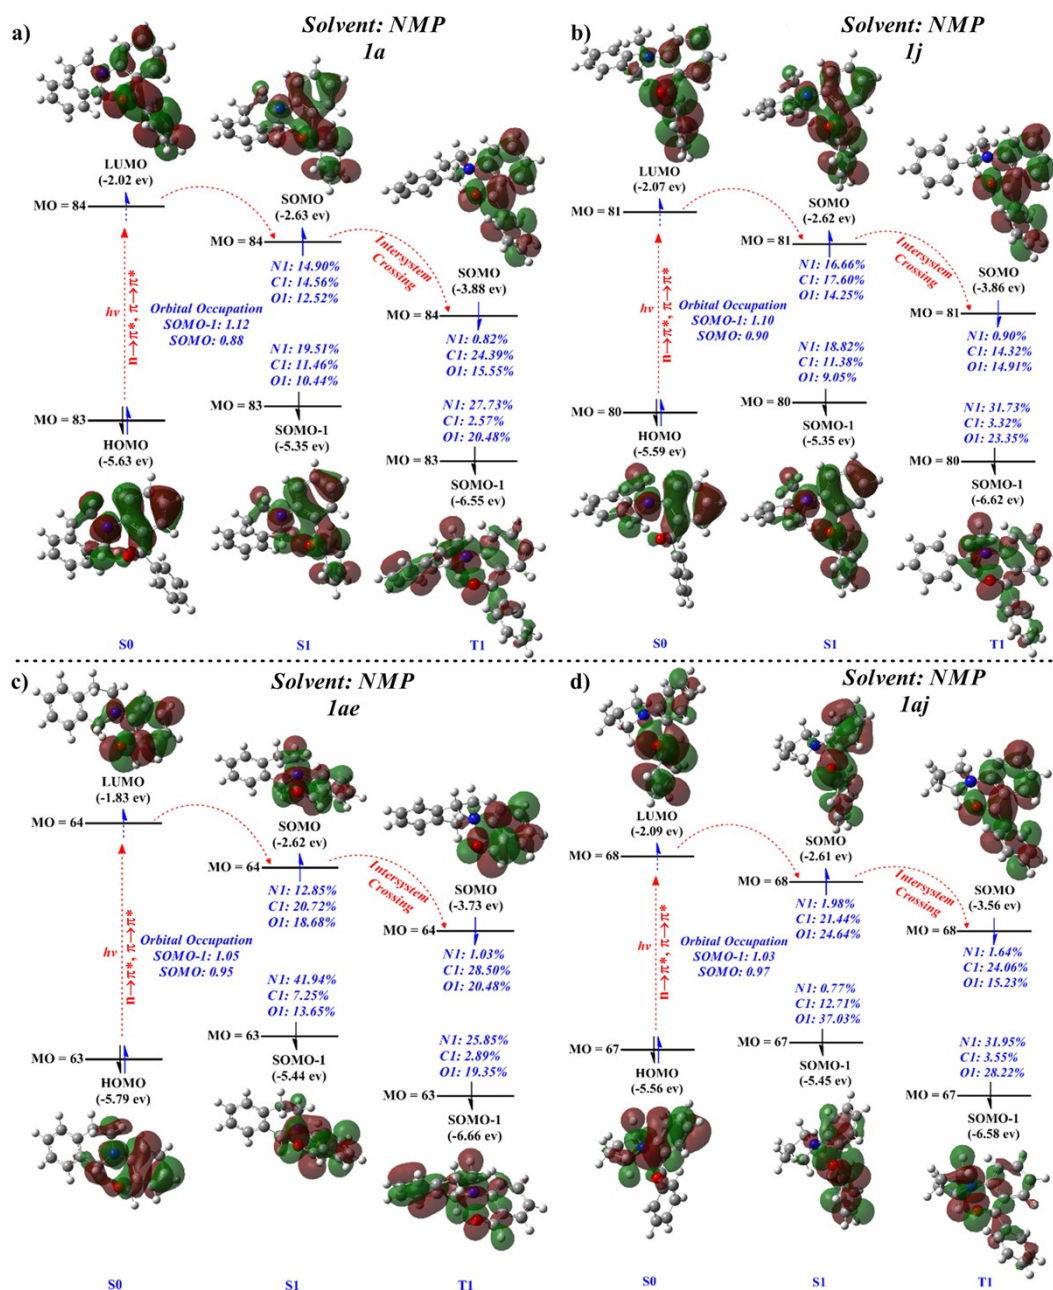 a)
Solvent: NMP
1a
LUMO
(-2.02 ev)
MO = 84
hv
n→π*, π→π*
MO = 83
HOMO
(-5.63 ev)
S0
SOMO
(-2.63 ev)
MO = 84
N1: 14.90%
C1: 14.56%
O1: 12.52%
Orbital Occupation
SOMO-1: 1.12
SOMO: 0.88
N1: 19.51%
C1: 11.46%
O1: 10.44%
MO = 83
SOMO-1
(-5.35 ev)
S1
Intersystem
Crossing
SOMO
(-3.88 ev)
MO = 84
N1: 0.82%
C1: 24.39%
O1: 15.55%
N1: 27.73%
C1: 2.57%
O1: 20.48%
MO = 83
SOMO-1
(-6.55 ev)
T1
b)
Solvent: NMP
1j
LUMO
(-2.07 ev)
MO = 81
hv
n→π*, π→π*
MO = 80
HOMO
(-5.59 ev)
S0
SOMO
(-2.62 ev)
MO = 81
N1: 16.66%
C1: 17.60%
O1: 14.25%
Orbital Occupation
SOMO-1: 1.10
SOMO: 0.90
N1: 18.82%
C1: 11.38%
O1: 9.05%
MO = 80
SOMO-1
(-5.35 ev)
S1
Intersystem
Crossing
SOMO
(-3.86 ev)
MO = 81
N1: 0.90%
C1: 14.32%
O1: 14.91%
N1: 31.73%
C1: 3.32%
O1: 23.35%
MO = 80
SOMO-1
(-6.62 ev)
T1
c)
Solvent: NMP
1ae
LUMO
(-1.83 ev)
MO = 64
hv
n→π*, π→π*
MO = 63
HOMO
(-5.79 ev)
S0
SOMO
(-2.62 ev)
MO = 64
N1: 12.85%
C1: 20.72%
O1: 18.68%
Orbital Occupation
SOMO-1: 1.05
SOMO: 0.95
N1: 41.94%
C1: 7.25%
O1: 13.65%
MO = 63
SOMO-1
(-5.44 ev)
S1
Intersystem
Crossing
SOMO
(-3.73 ev)
MO = 64
N1: 1.03%
C1: 28.50%
O1: 20.48%
N1: 25.85%
C1: 2.89%
O1: 19.35%
MO = 63
SOMO-1
(-6.66 ev)
T1
d)
Solvent: NMP
1aj
LUMO
(-2.09 ev)
MO = 68
hv
n→π*, π→π*
MO = 67
HOMO
(-5.56 ev)
S0
SOMO
(-2.61 ev)
MO = 68
N1: 1.98%
C1: 21.44%
O1: 24.64%
Orbital Occupation
SOMO-1: 1.03
SOMO: 0.97
N1: 0.77%
C1: 12.71%
O1: 37.03%
MO = 67
SOMO-1
(-5.45 ev)
S1
Intersystem
Crossing
SOMO
(-3.56 ev)
MO = 68
N1: 1.64%
C1: 24.06%
O1: 15.23%
N1: 31.95%
C1: 3.55%
O1: 28.22%
MO = 67
SOMO-1
(-6.58 ev)
T1